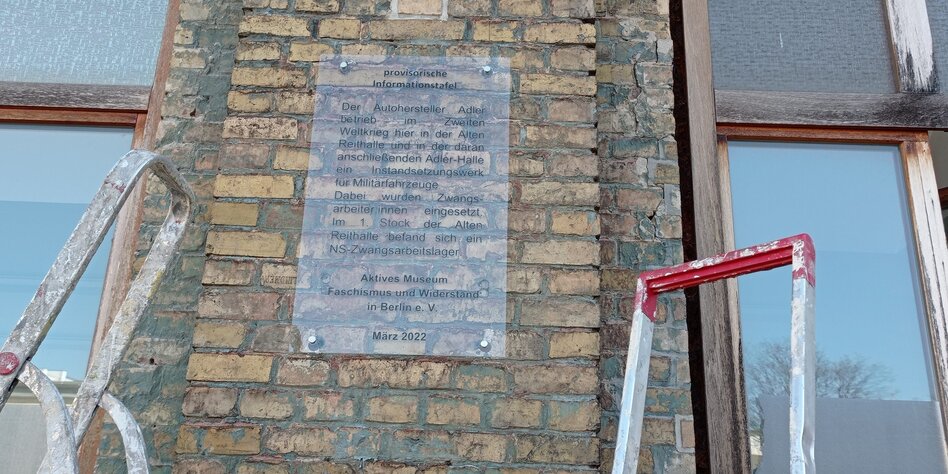 provisorische
Informationstafel
Der Autohersteller Adler
betrieb im Zweiten
Weltkrieg hier in der Alten
Reithalle und in der daran
anschließenden Adler-Halle
ein Instandsetzungswerk
für Militärfahrzeuge.
Dabei wurden Zwangs-
arbeiter:innen eingesetzt.
Im 1. Stock der Alten
Reithalle befand sich ein
NS-Zwangsarbeitslager.
Aktives Museum
Faschismus und Widerstand
in Berlin e. V.
März 2022